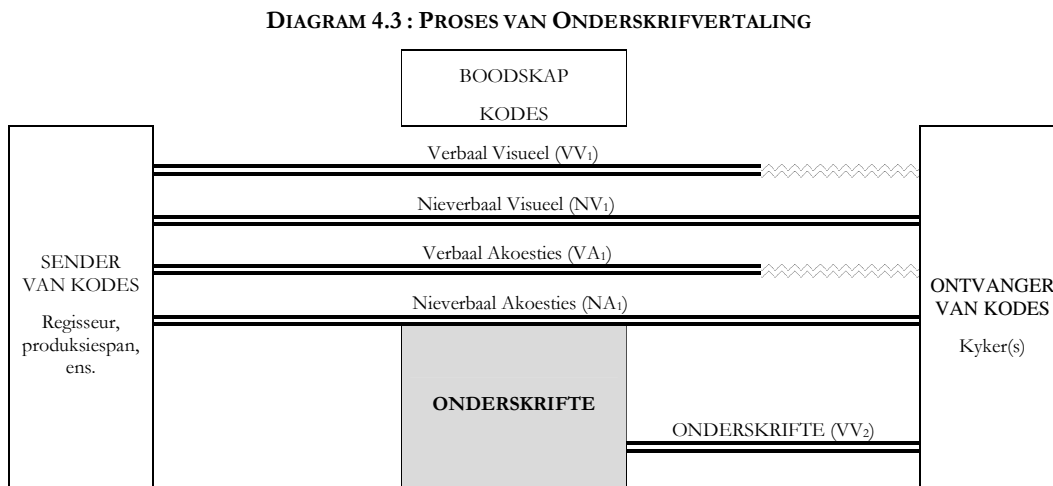 DIAGRAM 4.3 : PROSES VAN ONDERSKRIFVERTALING
BOODSKAP
KODES
Verbaal Visueel (VV₁)
Nieverbaal Visueel (NV₁)
Verbaal Akoesties (VA₁)
Nieverbaal Akoesties (NA₁)
SENDER
VAN KODES
Regisseur,
produksiespan,
ens.
ONTVANGER
VAN KODES
Kyker(s)
ONDERSKRIFTE
ONDERSKRIFTE (VV₂)